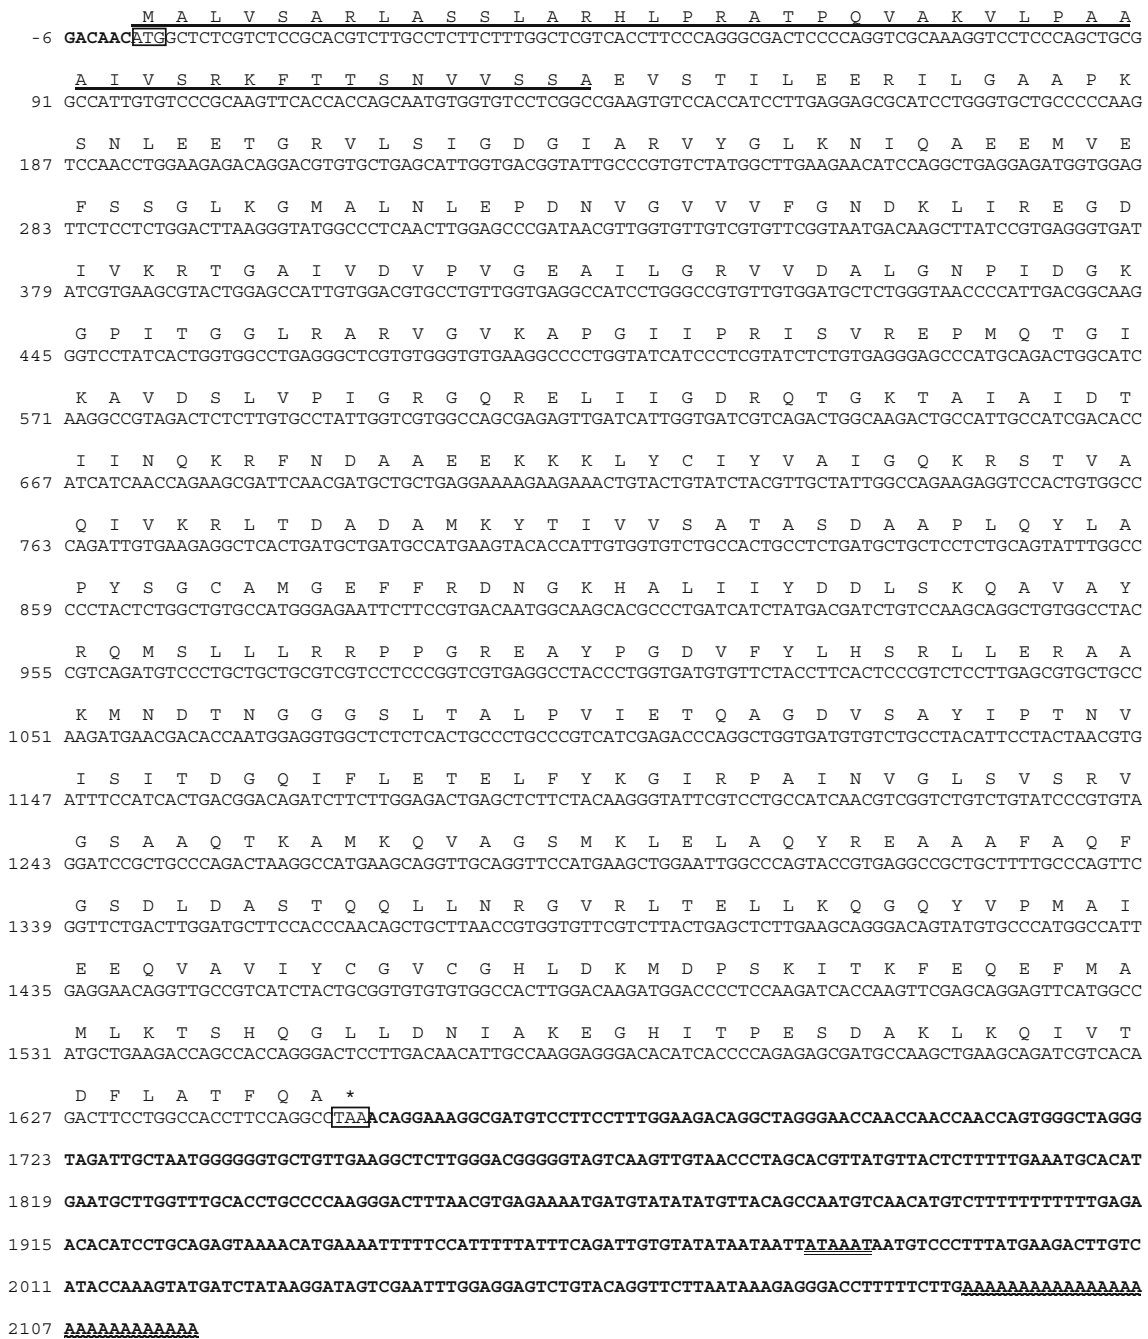 M A L V S A R L A S S L A R H L P R A T P Q V A K V L P A A
-6 GACAACATGGCTCTCGTCTCCGCACGTCTTGCCTCTTCTTTGGCTCGTCACCTTCCCAGGGCGACTCCCCAGGTCGCAAAGGTCCTCCCAGCTGCG
A I V S R K F T T S N V V S S A E V S T I L E E R I L G A A P K
91 GCCATTGTGTCCCGCAAGTTCACCACCAGCAATGTGGTGTCCTCGGCCGAAGTGTCCACCATCCTTGAGGAGCGCATCCTGGGTGCTGCCCCCAAG
S N L E E T G R V L S I G D G I A R V Y G L K N I Q A E E M V E
187 TCCAACCTGGAAGAGACAGGACGTGTGCTGAGCATTGGTGACGGTATTGCCCGTGTCTATGGCTTGAAGAACATCCAGGCTGAGGAGATGGTGGAG
F S S G L K G M A L N L E P D N V G V V V F G N D K L I R E G D
283 TTCTCCTCTGGACTTAAGGGTATGGCCCTCAACTTGGAGCCCGATAACGTTGGTGTTGTCGTGTTCGGTAATGACAAGCTTATCCGTGAGGGTGAT
I V K R T G A I V D V P V G E A I L G R V V D A L G N P I D G K
379 ATCGTGAAGCGTACTGGAGCCATTGTGGACGTGCCTGTTGGTGAGGCCATCCTGGGCCGTGTTGTGGATGCTCTGGGTAACCCCATTGACGGCAAG
G P I T G G L R A R V G V K A P G I I P R I S V R E P M Q T G I
445 GGTCCTATCACTGGTGGCCTGAGGGCTCGTGTGGGTGTGAAGGCCCCTGGTATCATCCCTCGTATCTCTGTGAGGGAGCCCATGCAGACTGGCATC
K A V D S L V P I G R G Q R E L I I G D R Q T G K T A I A I D T
571 AAGGCCGTAGACTCTCTTGTGCCTATTGGTCGTGGCCAGCGAGAGTTGATCATTGGTGATCGTCAGACTGGCAAGACTGCCATTGCCATCGACACC
I I N Q K R F N D A A E E K K K L Y C I Y V A I G Q K R S T V A
667 ATCATCAACCAGAAGCGATTCAACGATGCTGCTGAGGAAAAGAAGAAACTGTACTGTATCTACGTTGCTATTGGCCAGAAGAGGTCCACTGTGGCC
Q I V K R L T D A D A M K Y T I V V S A T A S D A A P L Q Y L A
763 CAGATTGTGAAGAGGCTCACTGATGCTGATGCCATGAAGTACACCATTGTGGTGTCTGCCACTGCCTCTGATGCTGCTCCTCTGCAGTATTTGGCC
P Y S G C A M G E F F R D N G K H A L I I Y D D L S K Q A V A Y
859 CCCTACTCTGGCTGTGCCATGGGAGAATTCTTCCGTGACAATGGCAAGCACGCCCTGATCATCTATGACGATCTGTCCAAGCAGGCTGTGGCCTAC
R Q M S L L L R R P P G R E A Y P G D V F Y L H S R L L E R A A
955 CGTCAGATGTCCCTGCTGCTGCGTCGTCCTCCCGGTCGTGAGGCCTACCCTGGTGATGTGTTCTACCTTCACTCCCGTCTCCTTGAGCGTGCTGCC
K M N D T N G G G S L T A L P V I E T Q A G D V S A Y I P T N V
1051 AAGATGAACGACACCAATGGAGGTGGCTCTCTCACTGCCCTGCCCGTCATCGAGACCCAGGCTGGTGATGTGTCTGCCTACATTCCTACTAACGTG
I S I T D G Q I F L E T E L F Y K G I R P A I N V G L S V S R V
1147 ATTTCCATCACTGACGGACAGATCTTCTTGGAGACTGAGCTCTTCTACAAGGGTATTCGTCCTGCCATCAACGTCGGTCTGTCTGTATCCCGTGTA
G S A A Q T K A M K Q V A G S M K L E L A Q Y R E A A A F A Q F
1243 GGATCCGCTGCCCAGACTAAGGCCATGAAGCAGGTTGCAGGTTCCATGAAGCTGGAATTGGCCCAGTACCGTGAGGCCGCTGCTTTTGCCCAGTTC
G S D L D A S T Q Q L L N R G V R L T E L L K Q G Q Y V P M A I
1339 GGTTCTGACTTGGATGCTTCCACCCAACAGCTGCTTAACCGTGGTGTTCGTCTTACTGAGCTCTTGAAGCAGGGACAGTATGTGCCCATGGCCATT
E E Q V A V I Y C G V C G H L D K M D P S K I T K F E Q E F M A
1435 GAGGAACAGGTTGCCGTCATCTACTGCGGTGTGTGTGGCCACTTGGACAAGATGGACCCCTCCAAGATCACCAAGTTCGAGCAGGAGTTCATGGCC
M L K T S H Q G L L D N I A K E G H I T P E S D A K L K Q I V T
1531 ATGCTGAAGACCAGCCACCAGGGACTCCTTGACAACATTGCCAAGGAGGGACACATCACCCCAGAGAGCGATGCCAAGCTGAAGCAGATCGTCACA
D F L A T F Q A *
1627 GACTTCCTGGCCACCTTCCAGGCCTAAACAGGAAAGGCGATGTCCTTCCTTTGGAAGACAGGCTAGGGAACCAACCAACCAACCAGTGGGCTAGGG
1723 TAGATTGCTAATGGGGGGTGCTGTTGAAGGCTCTTGGGACGGGGGTAGTCAAGTTGTAACCCTAGCACGTTATGTTACTCTTTTTGAAATGCACAT
1819 GAATGCTTGGTTTGCACCTGCCCCAAGGGACTTTAACGTGAGAAAATGATGTATATATGTTACAGCCAATGTCAACATGTCTTTTTTTTTTTGAGA
1915 ACACATCCTGCAGAGTAAAACATGAAAATTTTTCCATTTTTATTTCAGATTGTGTATATAATAATTATAAATAATGTCCCTTTATGAAGACTTGTC
2011 ATACCAAAGTATGATCTATAAGGATAGTCGAATTTGGAGGAGTCTGTACAGGTTCTTAATAAAGAGGGACCTTTTTCTTGAAAAAAAAAAAAAAAA
2107 AAAAAAAAAAAA